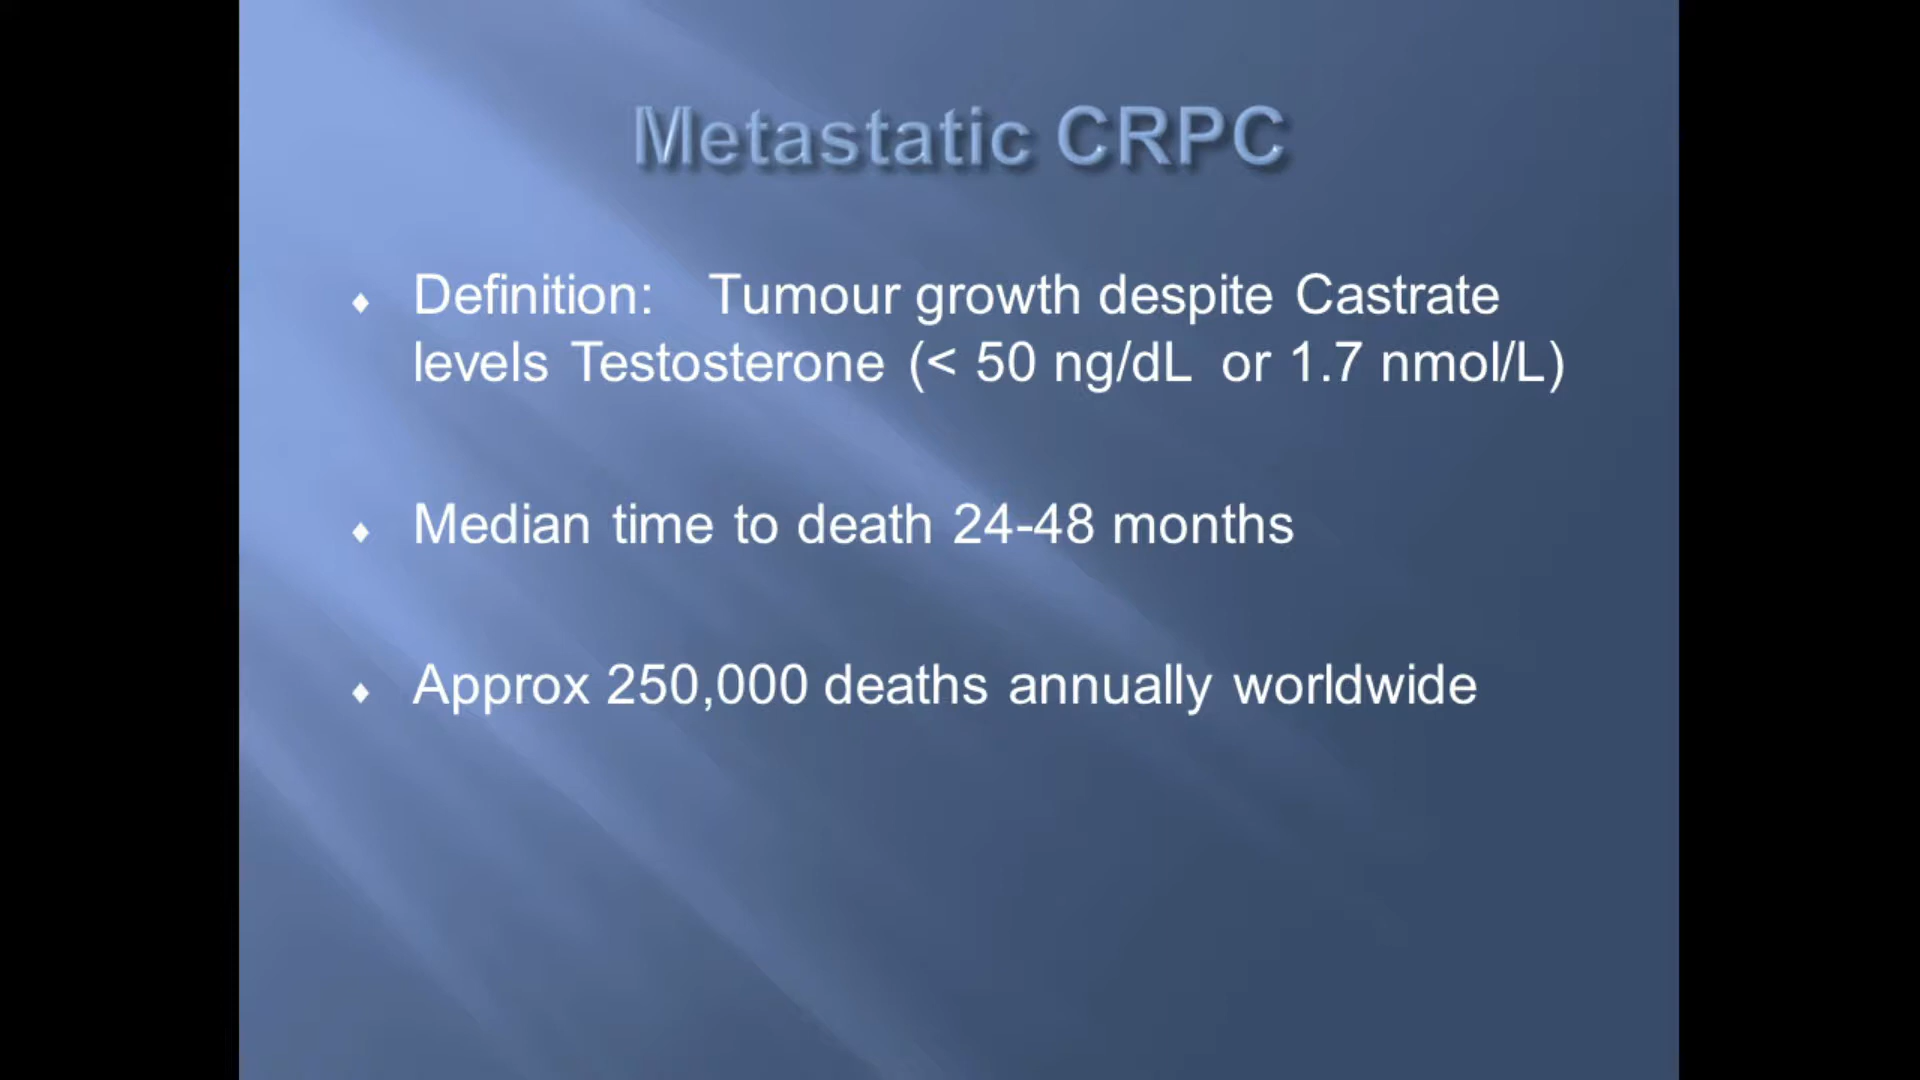 Metastatic CRPC
♦ Definition: Tumour growth despite Castrate
levels Testosterone (< 50 ng/dL or 1.7 nmol/L)
♦ Median time to death 24-48 months
♦ Approx 250,000 deaths annually worldwide